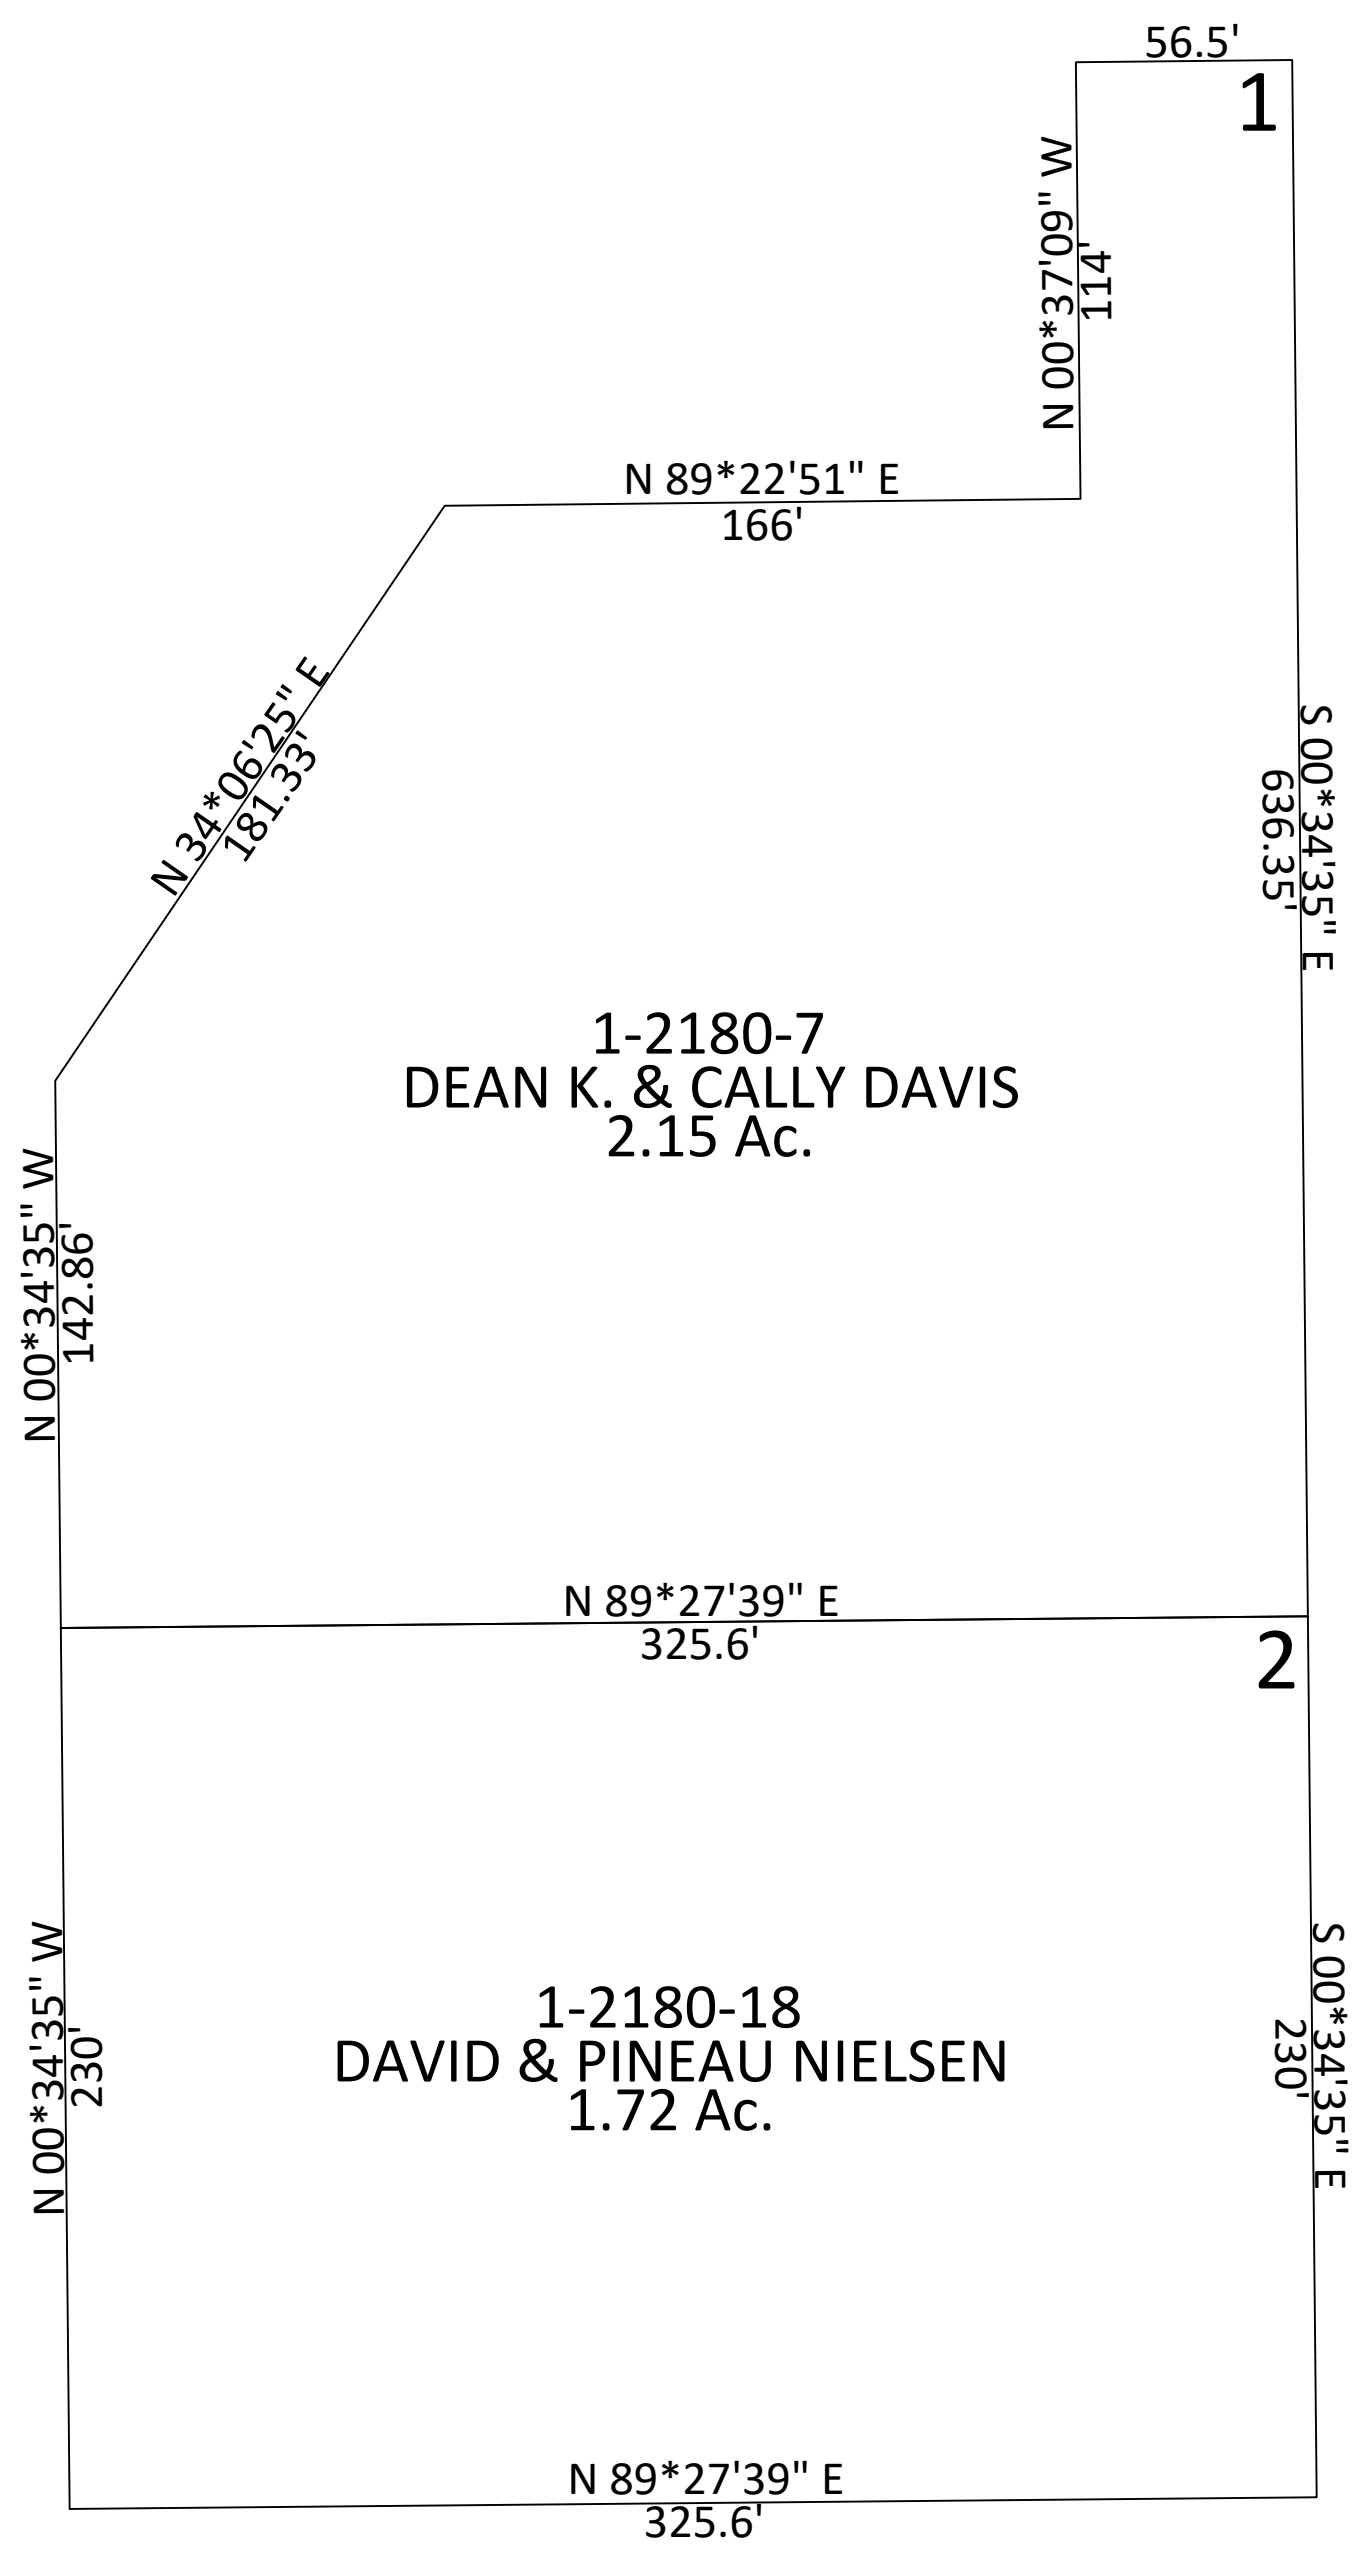 56.5'
1
N 00*37'09" W
114'
N 89*22'51" E
166'
N 34*06'25" E
181.33'
S 00*34'35" E
636.35'
1-2180-7
DEAN K. & CALLY DAVIS
2.15 Ac.
N 00*34'35" W
142.86'
N 89*27'39" E
325.6'
2
N 00*34'35" W
230'
1-2180-18
DAVID & PINEAU NIELSEN
1.72 Ac.
S 00*34'35" E
230'
N 89*27'39" E
325.6'